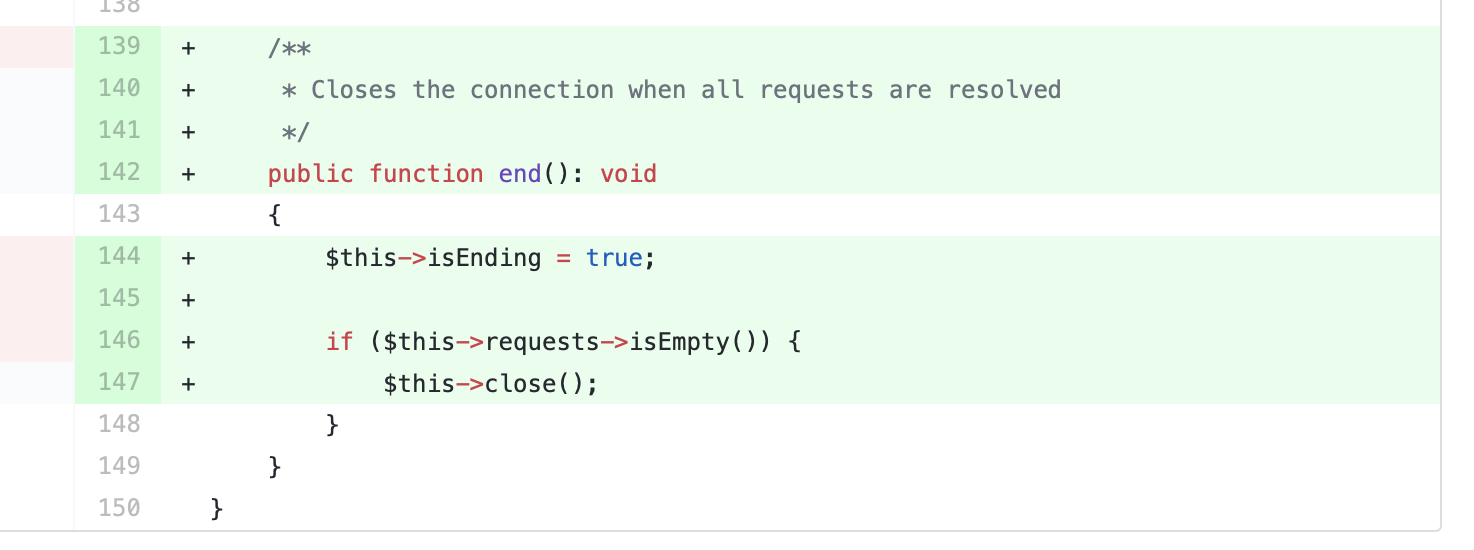 138
139 + /**
140 + * Closes the connection when all requests are resolved
141 + */
142 + public function end(): void
143 {
144 + $this->isEnding = true;
145 +
146 + if ($this->requests->isEmpty()) {
147 + $this->close();
148 }
149 }
150 }